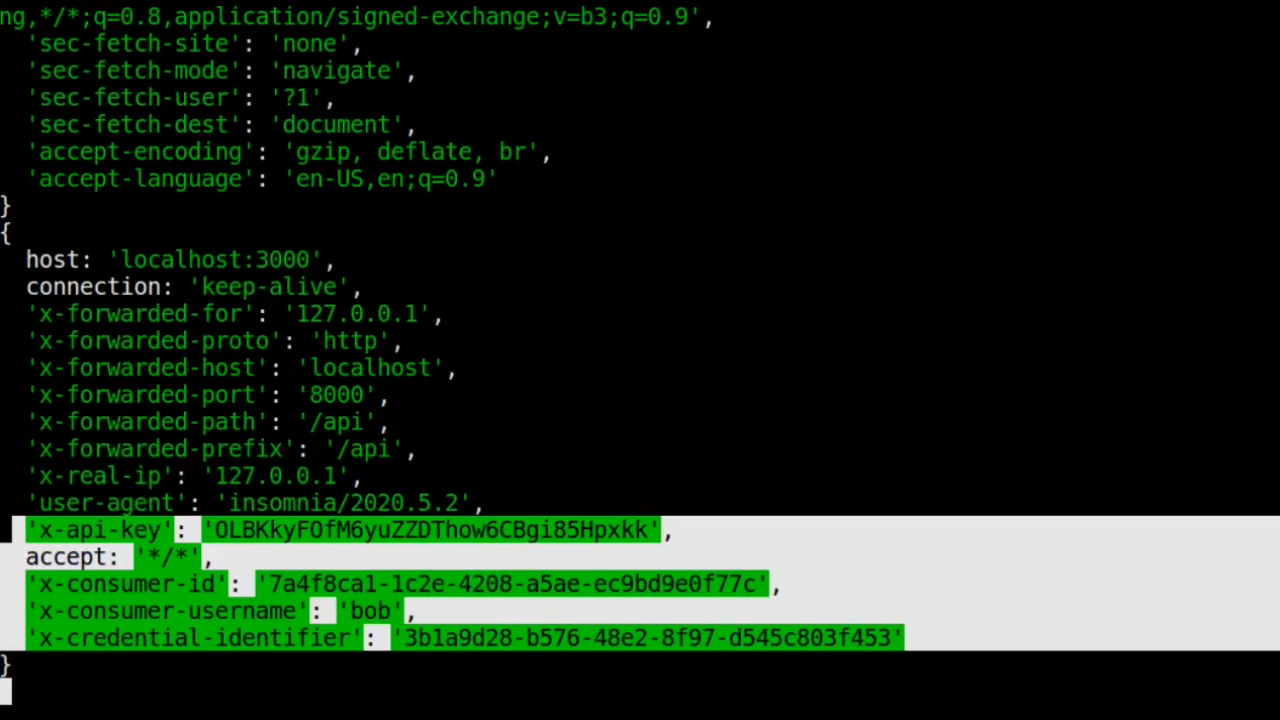 ng,*/*;q=0.8,application/signed-exchange;v=b3;q=0.9',
'sec-fetch-site': 'none',
'sec-fetch-mode': 'navigate',
'sec-fetch-user': '?1',
'sec-fetch-dest': 'document',
'accept-encoding': 'gzip, deflate, br',
'accept-language': 'en-US,en;q=0.9'
}
{
host: 'localhost:3000',
connection: 'keep-alive',
'x-forwarded-for': '127.0.0.1',
'x-forwarded-proto': 'http',
'x-forwarded-host': 'localhost',
'x-forwarded-port': '8000',
'x-forwarded-path': '/api',
'x-forwarded-prefix': '/api',
'x-real-ip': '127.0.0.1',
'user-agent': 'insomnia/2020.5.2',
'x-api-key': 'OLBKkyFOfM6yuZZDThow6CBgi85Hpxkk',
accept: '*/*',
'x-consumer-id': '7a4f8ca1-1c2e-4208-a5ae-ec9bd9e0f77c',
'x-consumer-username': 'bob',
'x-credential-identifier': '3b1a9d28-b576-48e2-8f97-d545c803f453'
}